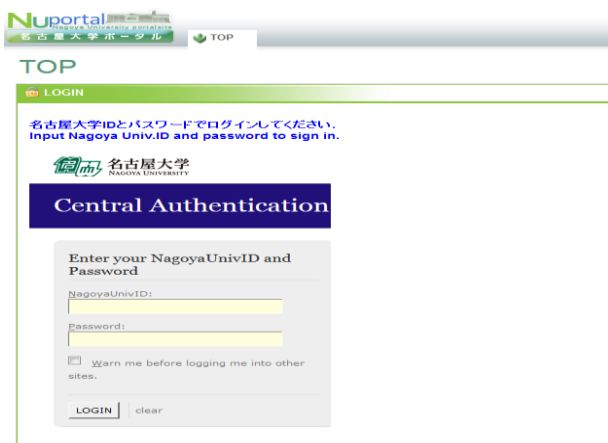 Nuportal
Nagoya University portalsite
名古屋大学ポータル
TOP
TOP
LOGIN
名古屋大学IDとパスワードでログインしてください.
Input Nagoya Univ.ID and password to sign in.
名古屋大学
NAGOYA UNIVERSITY
Central Authentication
Enter your NagoyaUnivID and
Password
NagoyaUnivID:
Password:
Warn me before logging me into other
sites.
LOGIN clear